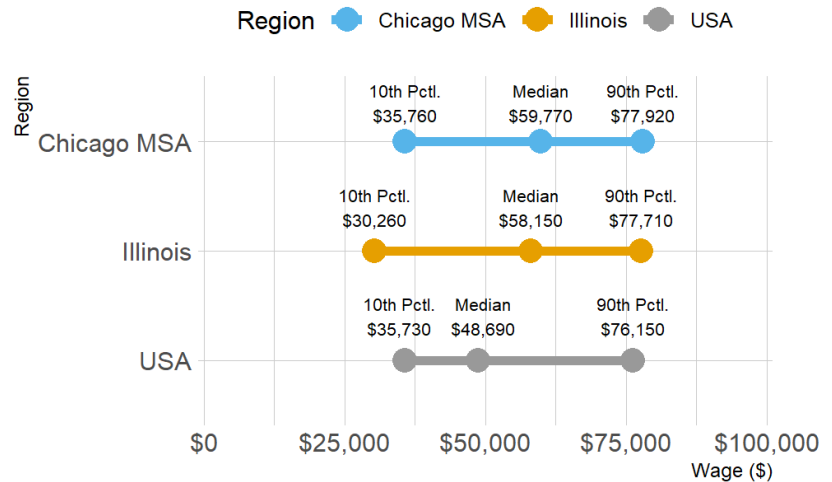 Region Chicago MSA Illinois USA
Region
10th Pctl. Median 90th Pctl.
$35,760 $59,770 $77,920
Chicago MSA
10th Pctl. Median 90th Pctl.
$30,260 $58,150 $77,710
Illinois
10th Pctl. Median 90th Pctl.
$35,730 $48,690 $76,150
USA
$0 $25,000 $50,000 $75,000 $100,000
Wage ($)